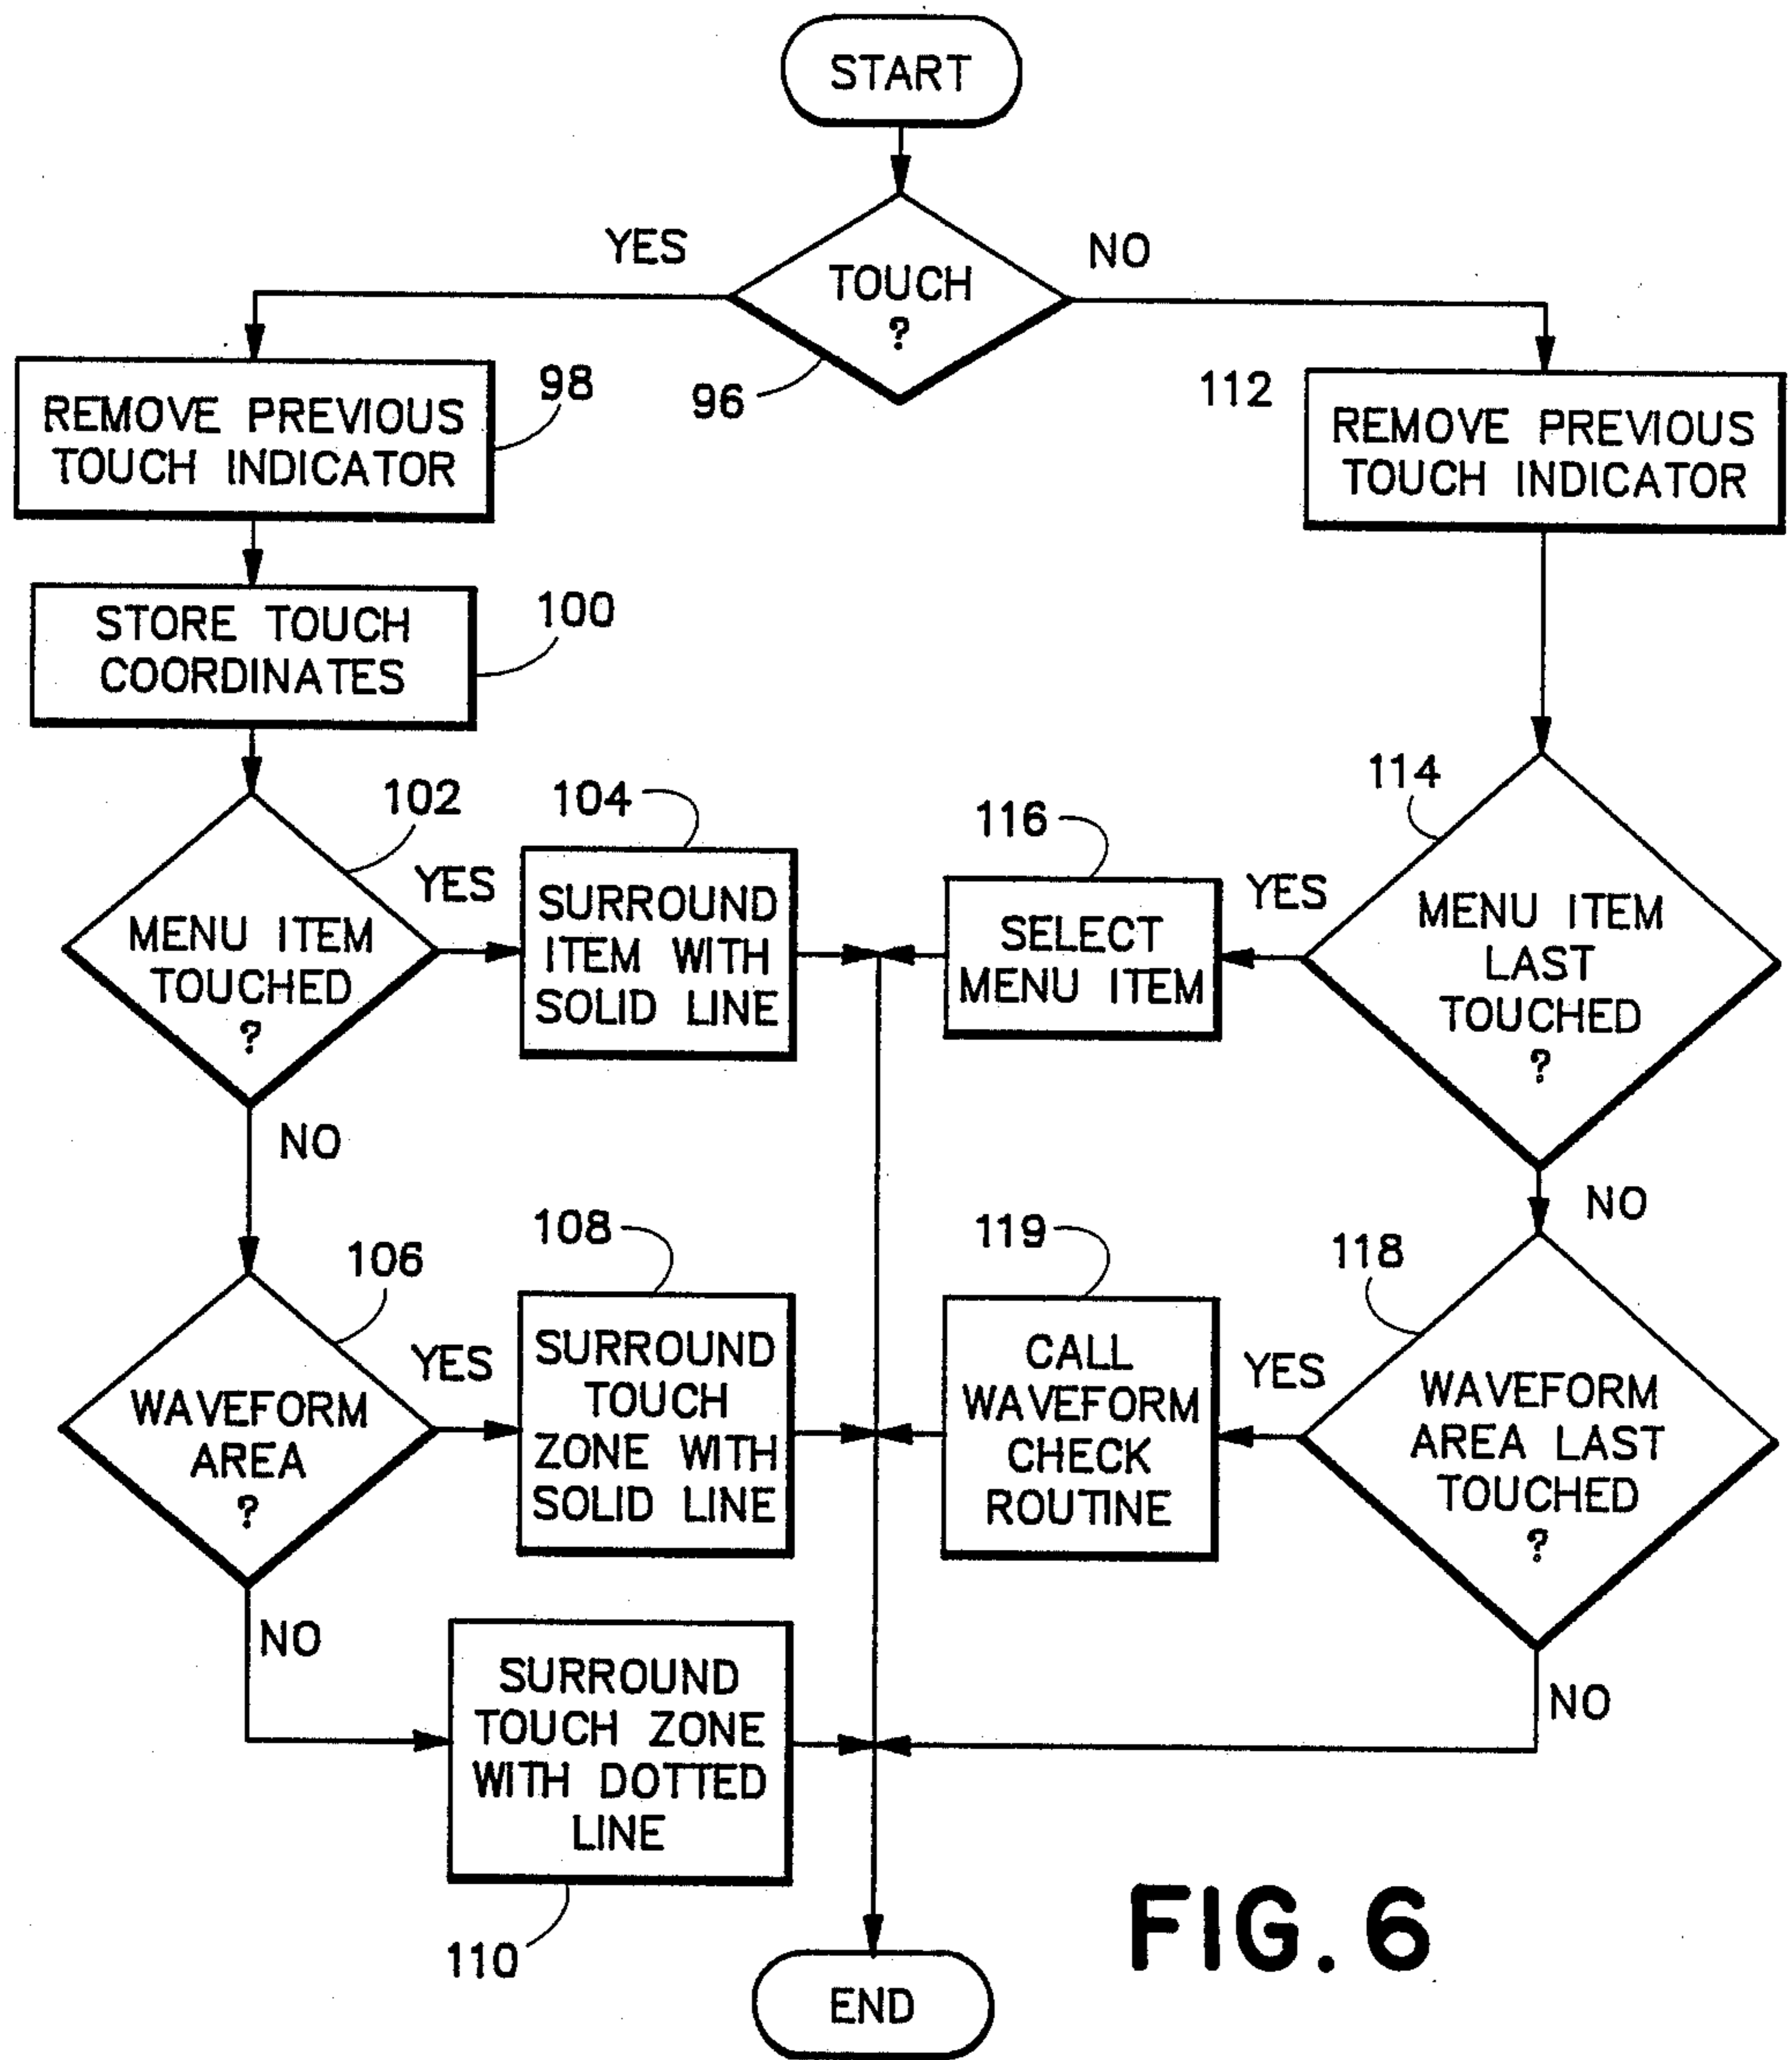 START
YES
NO
TOUCH
?
96
98
REMOVE PREVIOUS
TOUCH INDICATOR
112
REMOVE PREVIOUS
TOUCH INDICATOR
100
STORE TOUCH
COORDINATES
102
MENU ITEM
TOUCHED
?
YES
NO
104
SURROUND
ITEM WITH
SOLID LINE
116
SELECT
MENU ITEM
YES
114
MENU ITEM
LAST
TOUCHED
?
NO
106
WAVEFORM
AREA
?
YES
NO
108
SURROUND
TOUCH
ZONE WITH
SOLID LINE
119
CALL
WAVEFORM
CHECK
ROUTINE
YES
118
WAVEFORM
AREA LAST
TOUCHED
?
NO
SURROUND
TOUCH ZONE
WITH DOTTED
LINE
110
END
FIG. 6